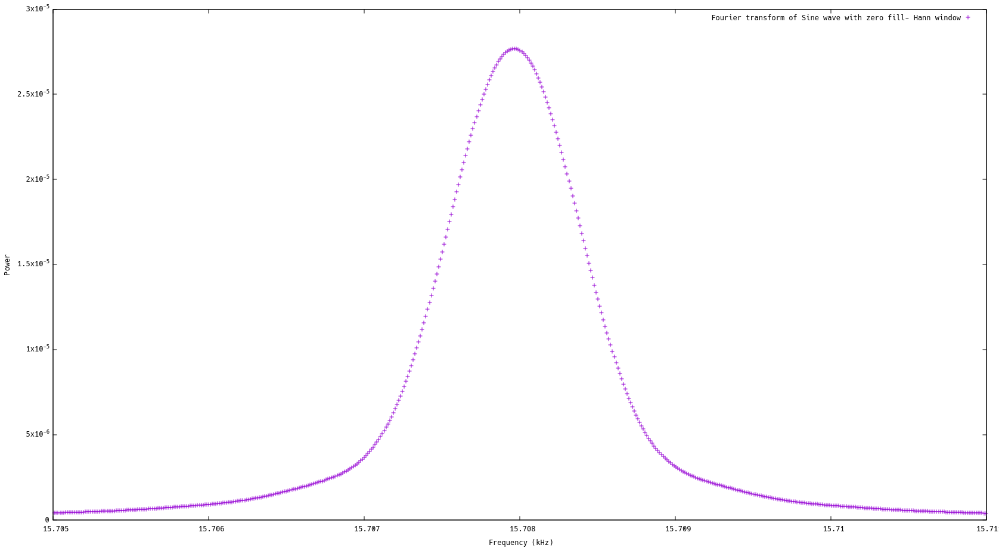 3x10⁻⁵
Fourier transform of Sine wave with zero fill- Hann window
2.5x10⁻⁵
2x10⁻⁵
1.5x10⁻⁵
Power
1x10⁻⁵
5x10⁻⁶
0
15.705 15.706 15.707 15.708 15.709 15.71 15.71
Frequency (kHz)